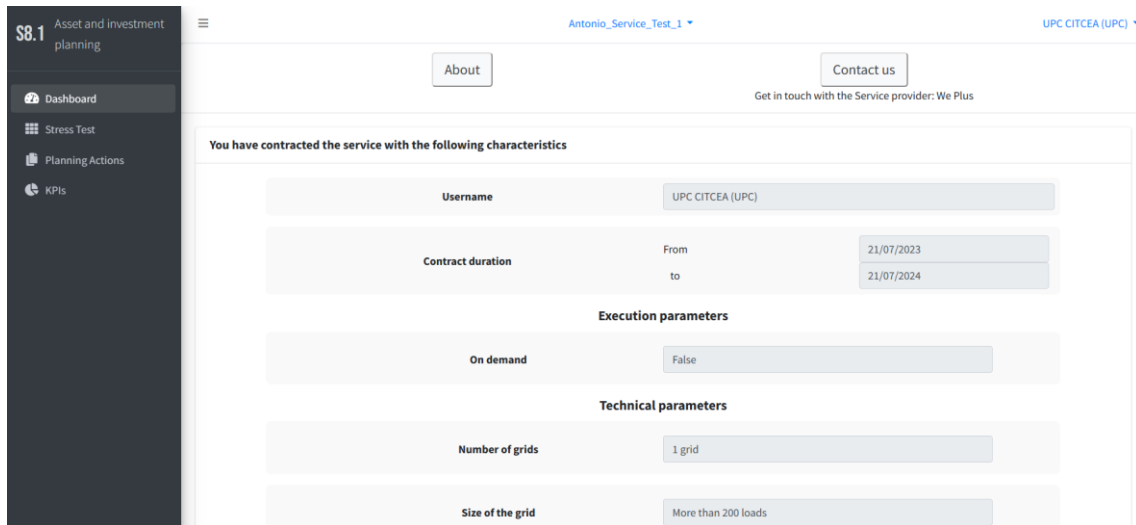 S8.1 Asset and investment
planning
Dashboard
Stress Test
Planning Actions
KPIs
Antonio_Service_Test_1
UPC CITCEA (UPC)
About
Contact us
Get in touch with the Service provider: We Plus
You have contracted the service with the following characteristics
Username UPC CITCEA (UPC)
Contract duration
From 21/07/2023
to 21/07/2024
Execution parameters
On demand False
Technical parameters
Number of grids 1 grid
Size of the grid More than 200 loads